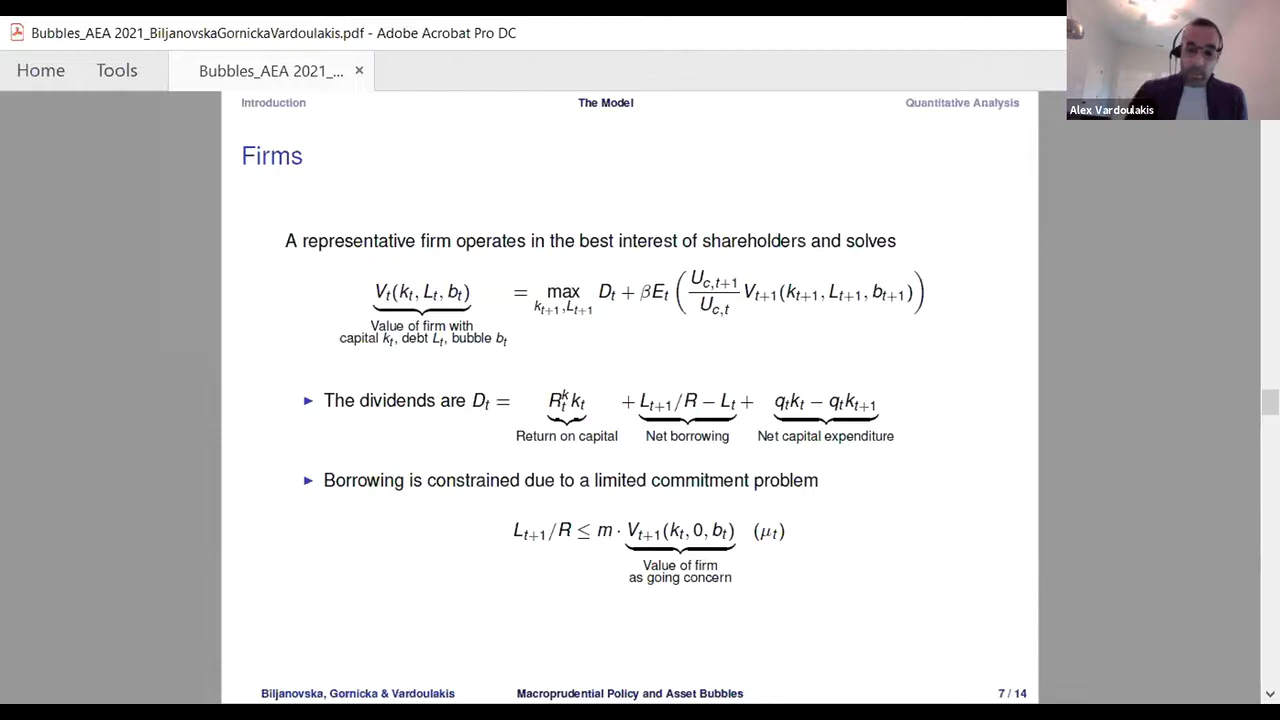 Bubbles_AEA 2021_BiljanovskaGornickaVardoulakis.pdf - Adobe Acrobat Pro DC
Home Tools Bubbles_AEA 2021_... ×
Alex Vardoulakis
Introduction The Model Quantitative Analysis
Firms
A representative firm operates in the best interest of shareholders and solves
V_t(k_t, L_t, b_t) = max_{k_{t+1}, L_{t+1}} D_t + βE_t (U_{c,t+1} / U_{c,t} V_{t+1}(k_{t+1}, L_{t+1}, b_{t+1}))
Value of firm with
capital k_t, debt L_t, bubble b_t
► The dividends are D_t = R_t^k k_t + L_{t+1}/R − L_t + q_t k_t − q_t k_{t+1}
Return on capital Net borrowing Net capital expenditure
► Borrowing is constrained due to a limited commitment problem
L_{t+1}/R ≤ m · V_{t+1}(k_t, 0, b_t) (μ_t)
Value of firm
as going concern
Biljanovska, Gornicka & Vardoulakis Macroprudential Policy and Asset Bubbles 7 / 14